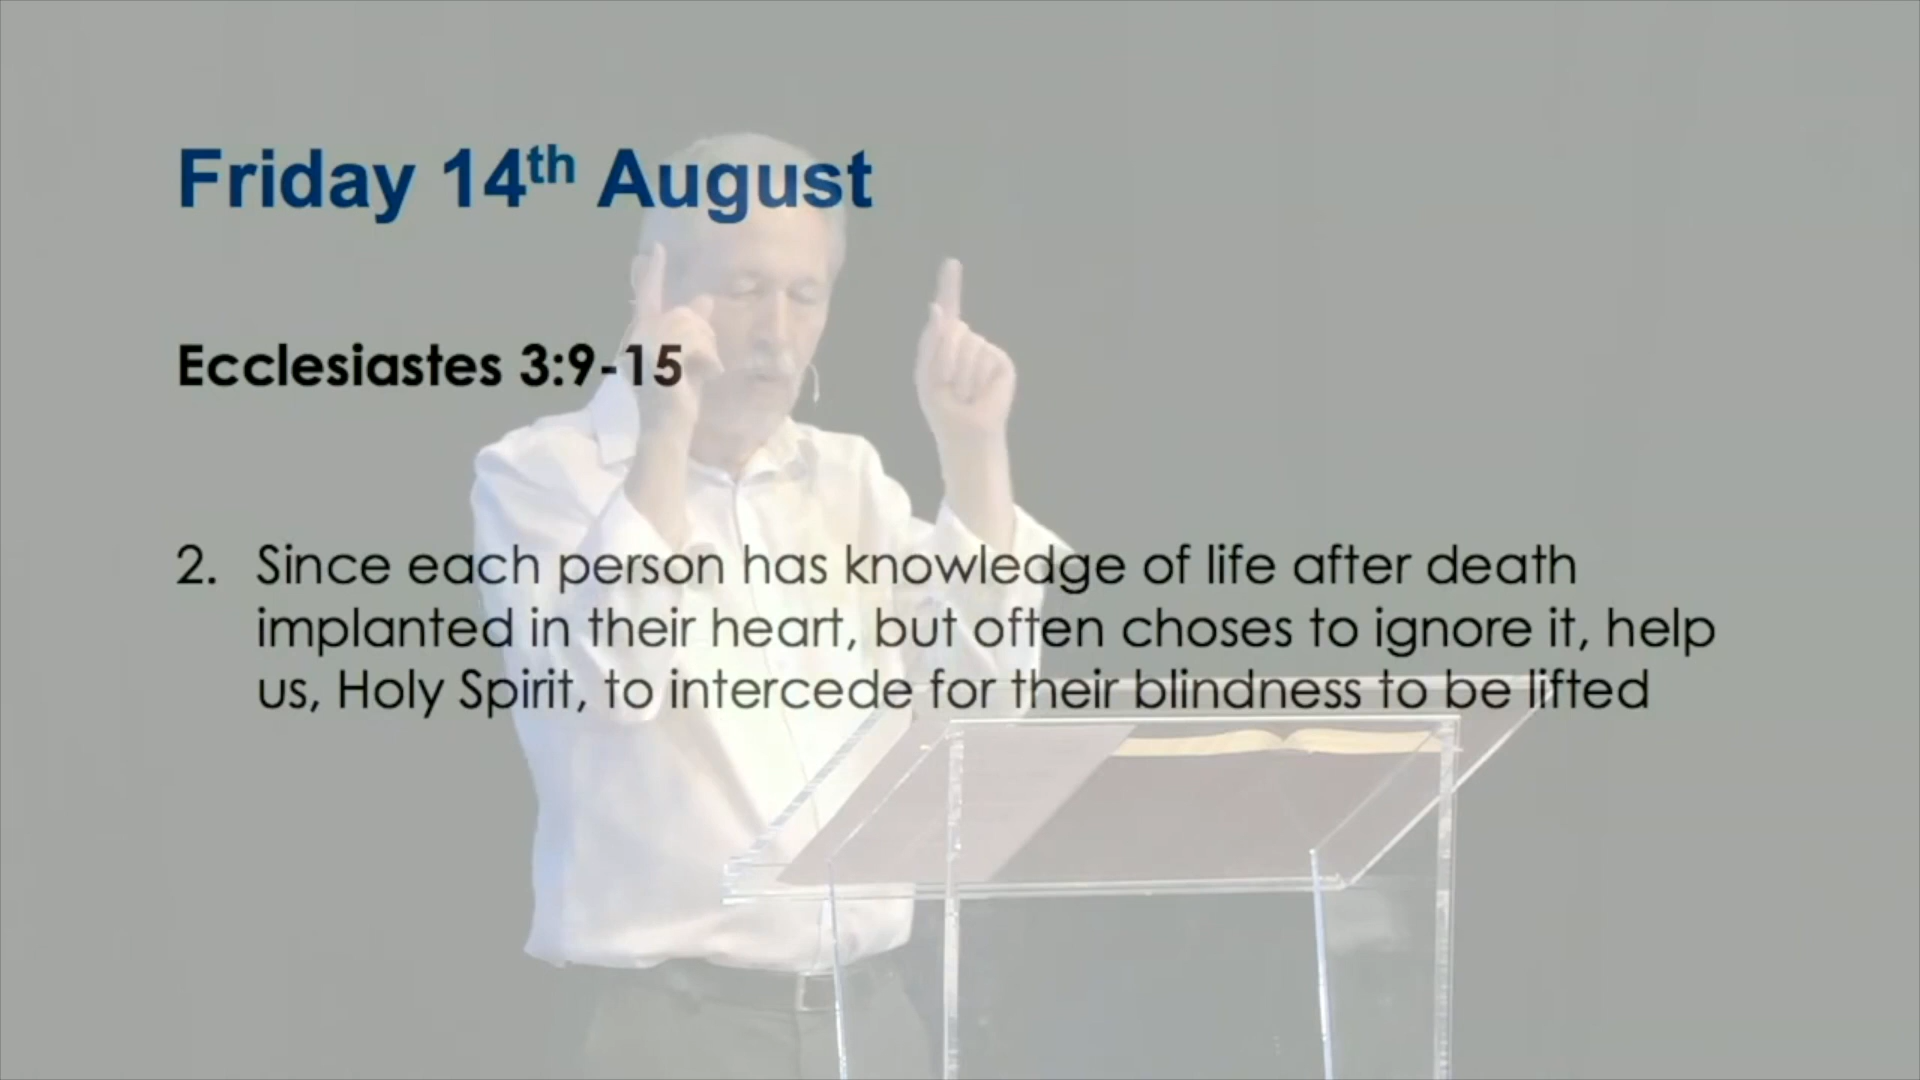 Friday 14th August
Ecclesiastes 3:9-15
2. Since each person has knowledge of life after death
implanted in their heart, but often choses to ignore it, help
us, Holy Spirit, to intercede for their blindness to be lifted